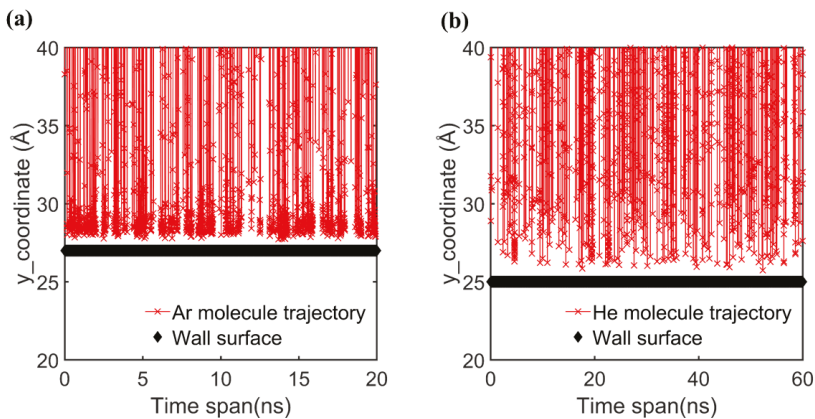 (a)
40
35
30
25
20
y_coordinate (Å)
Ar molecule trajectory
Wall surface
0 5 10 15 20
Time span(ns)
(b)
40
35
30
25
20
y_coordinate (Å)
He molecule trajectory
Wall surface
0 20 40 60
Time span(ns)